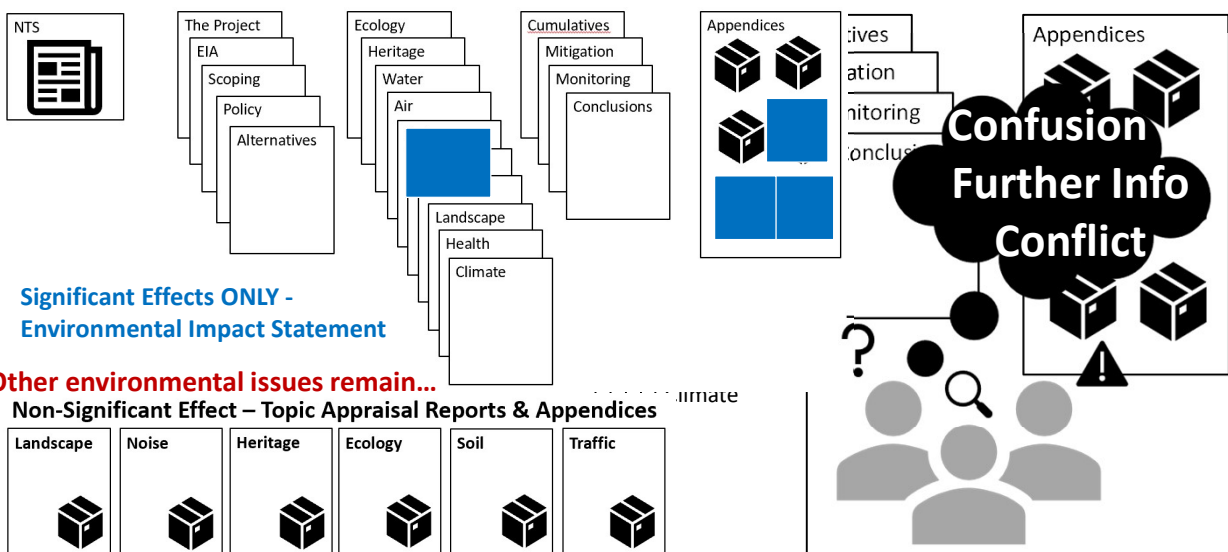 NTS
The Project
EIA
Scoping
Policy
Alternatives
Ecology
Heritage
Water
Air
Landscape
Health
Climate
Cumulatives
Mitigation
Monitoring
Conclusions
Appendices
tives
ation
nitoring
onclusi
Appendices
Confusion
Further Info
Conflict
?
Significant Effects ONLY -
Environmental Impact Statement
Other environmental issues remain…
limate
Non-Significant Effect – Topic Appraisal Reports & Appendices
Landscape
Noise
Heritage
Ecology
Soil
Traffic